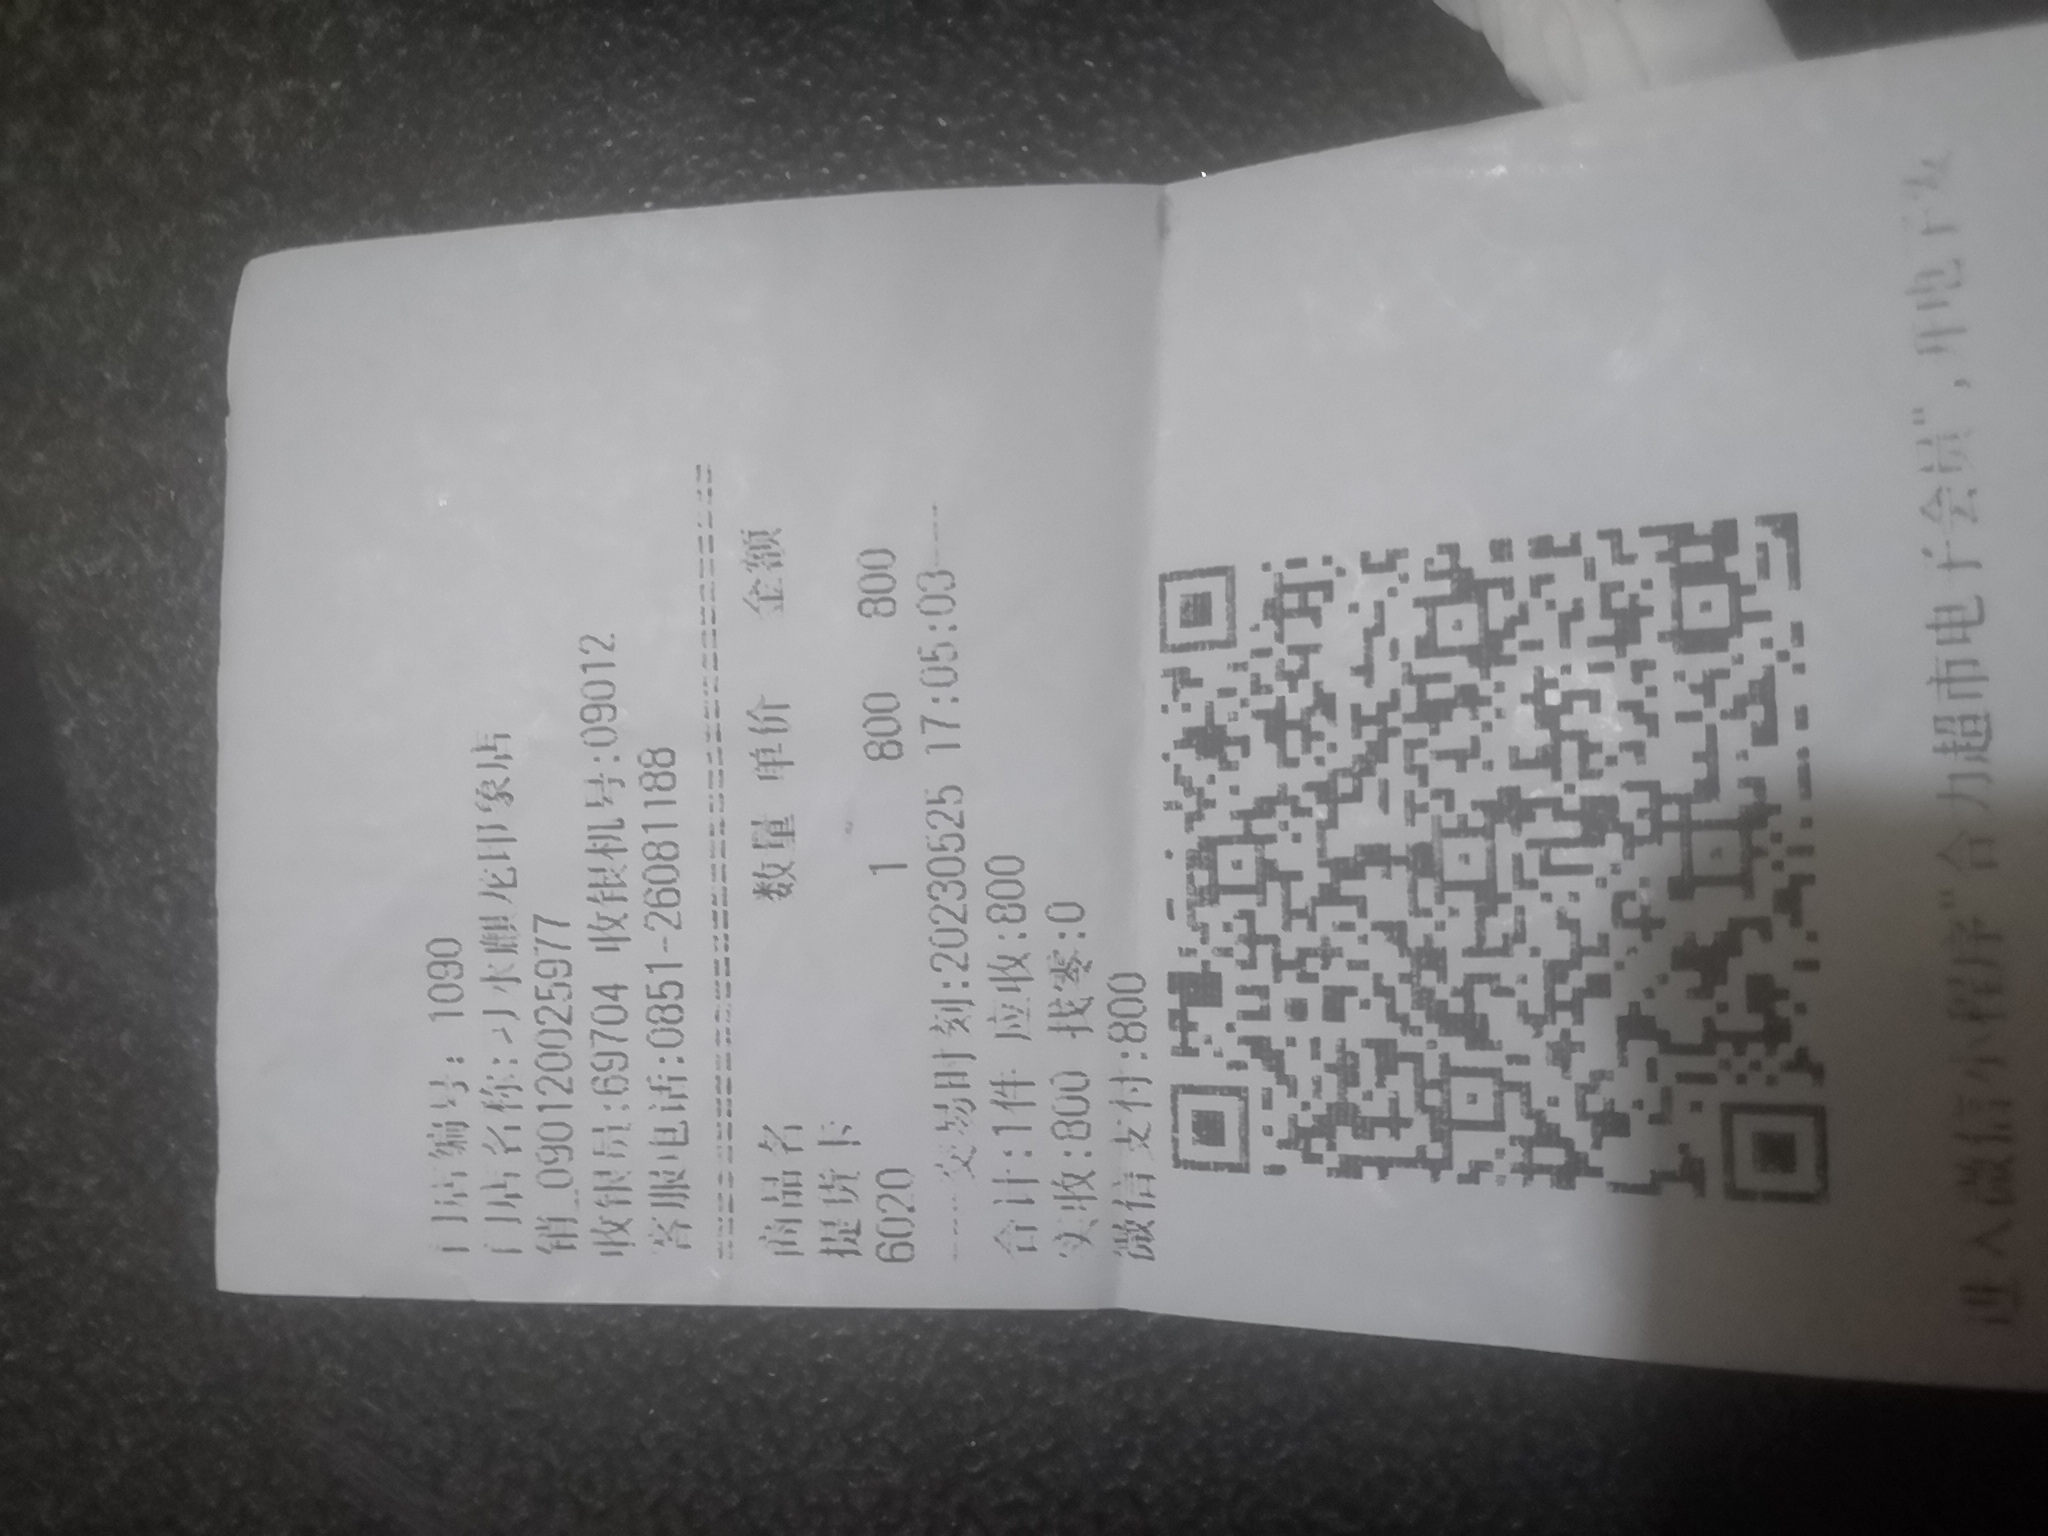 门店编号: 1090
门店名称:习水麒龙印象店
销_0901200259977
收银员:69704 收银机号:09012
客服电话:0851-26081188
==========================================
商品名 数量 单价 金额
提货卡
6020 1 800 800
----交易时刻:20230525 17:05:03----
合计:1件 应收:800
实收:800 找零:0
微信支付:800
进入微信小程序“合力超市电子会员”,开电子发